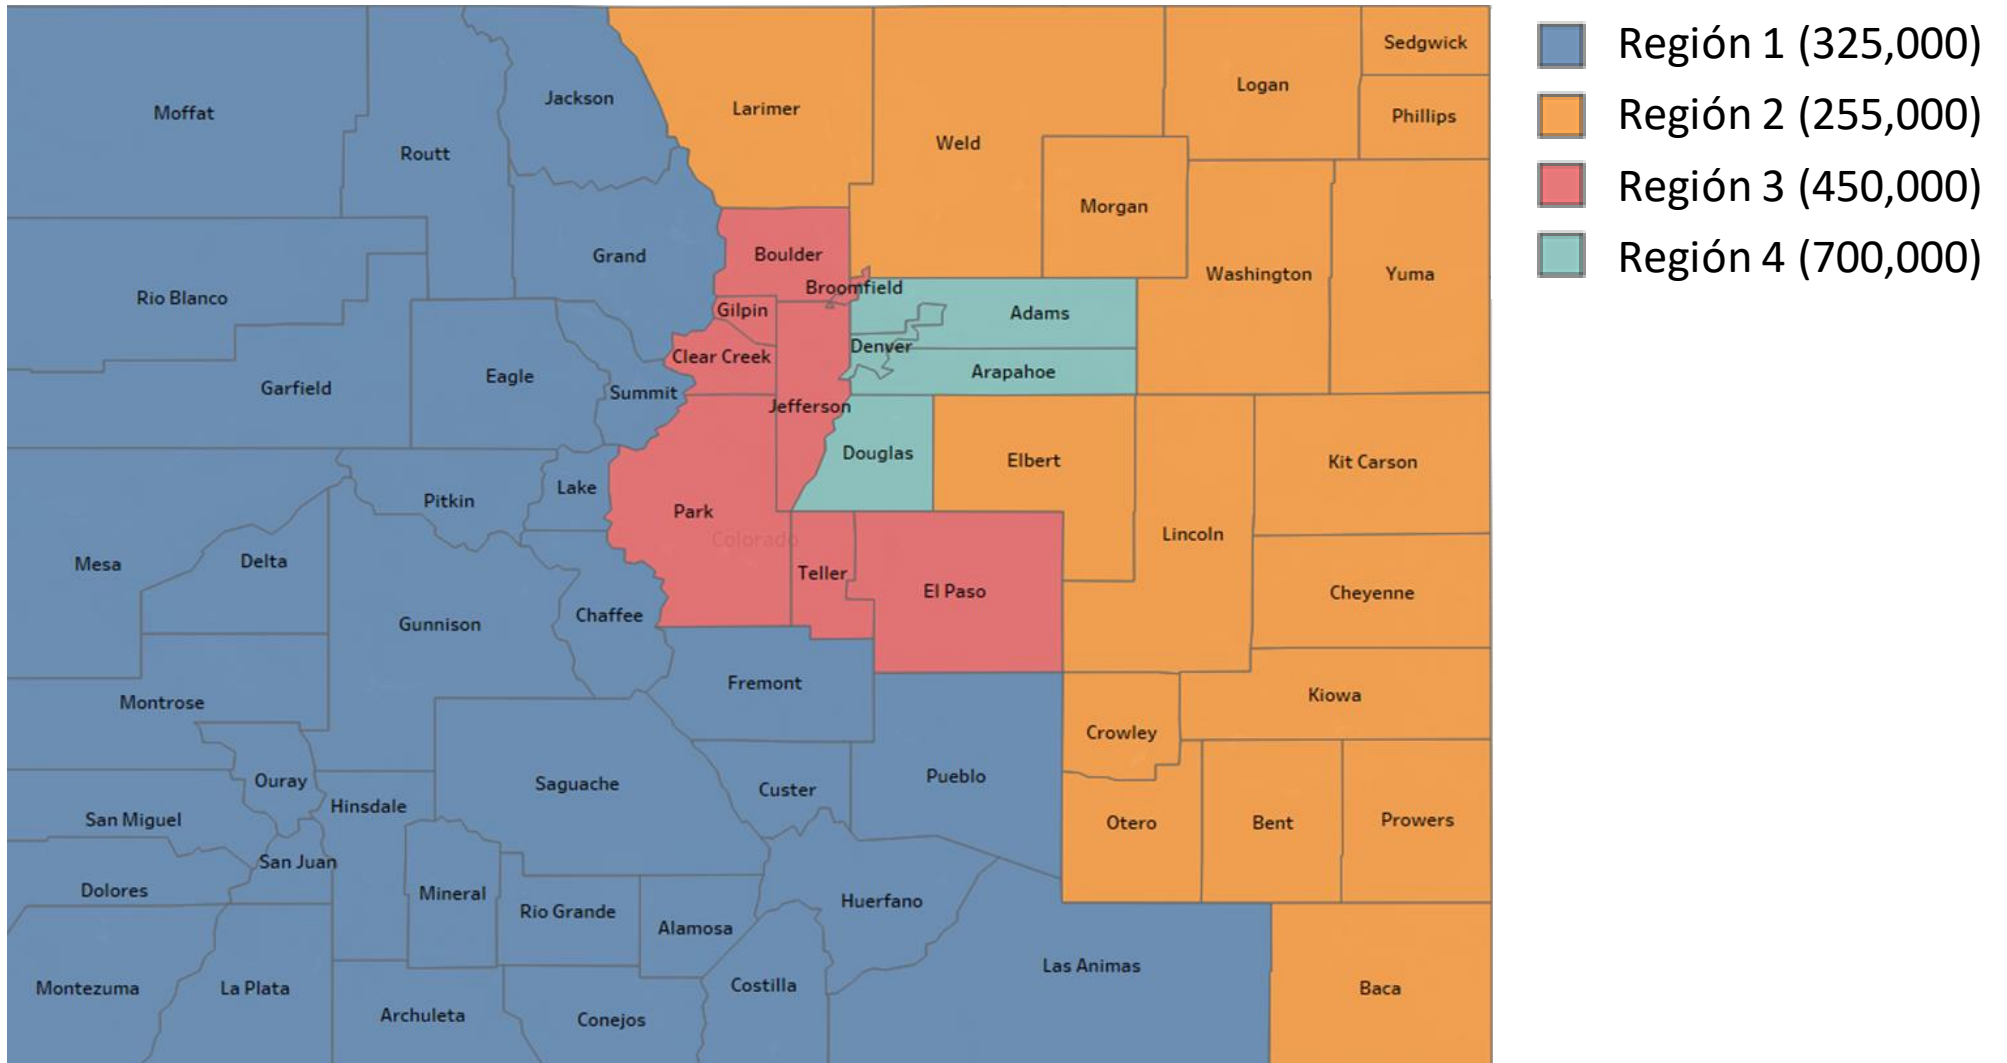 Región 1 (325,000)
Región 2 (255,000)
Región 3 (450,000)
Región 4 (700,000)
Moffat
Routt
Jackson
Larimer
Weld
Logan
Sedgwick
Phillips
Morgan
Washington
Yuma
Rio Blanco
Grand
Boulder
Broomfield
Gilpin
Adams
Denver
Clear Creek
Arapahoe
Garfield
Eagle
Summit
Jefferson
Douglas
Elbert
Kit Carson
Pitkin
Lake
Park
Colorado
Lincoln
Mesa
Delta
Teller
El Paso
Cheyenne
Gunnison
Chaffee
Montrose
Fremont
Kiowa
Crowley
Ouray
Hinsdale
Saguache
Custer
Pueblo
San Miguel
Otero
Bent
Prowers
San Juan
Dolores
Mineral
Rio Grande
Alamosa
Huerfano
Las Animas
Montezuma
La Plata
Archuleta
Conejos
Costilla
Baca